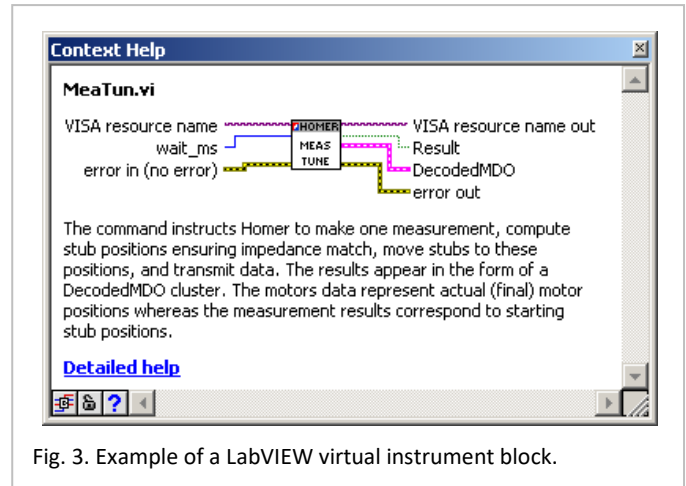 Context Help
MeaTun.vi
VISA resource name
wait_ms
error in (no error)
HOMER
MEAS
TUNE
VISA resource name out
Result
DecodedMDO
error out
The command instructs Homer to make one measurement, compute
stub positions ensuring impedance match, move stubs to these
positions, and transmit data. The results appear in the form of a
DecodedMDO cluster. The motors data represent actual (final) motor
positions whereas the measurement results correspond to starting
stub positions.
Detailed help
?
Fig. 3. Example of a LabVIEW virtual instrument block.